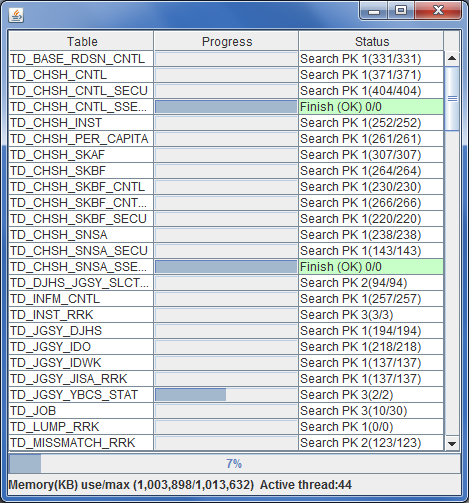 Table Progress Status
TD_BASE_RDSN_CNTL Search PK 1(331/331)
TD_CHSH_CNTL Search PK 1(371/371)
TD_CHSH_CNTL_SECU Search PK 1(404/404)
TD_CHSH_CNTL_SSE... Finish (OK) 0/0
TD_CHSH_INST Search PK 1(252/252)
TD_CHSH_PER_CAPITA Search PK 1(261/261)
TD_CHSH_SKAF Search PK 1(307/307)
TD_CHSH_SKBF Search PK 1(264/264)
TD_CHSH_SKBF_CNTL Search PK 1(230/230)
TD_CHSH_SKBF_CNT... Search PK 1(266/266)
TD_CHSH_SKBF_SECU Search PK 1(220/220)
TD_CHSH_SNSA Search PK 1(238/238)
TD_CHSH_SNSA_SECU Search PK 1(143/143)
TD_CHSH_SNSA_SSE... Finish (OK) 0/0
TD_DJHS_JGSY_SLCT... Search PK 2(94/94)
TD_INFM_CNTL Search PK 1(257/257)
TD_INST_RRK Search PK 3(3/3)
TD_JGSY_DJHS Search PK 1(194/194)
TD_JGSY_IDO Search PK 1(218/218)
TD_JGSY_IDWK Search PK 1(137/137)
TD_JGSY_JISA_RRK Search PK 1(137/137)
TD_JGSY_YBCS_STAT Search PK 3(2/2)
TD_JOB Search PK 3(10/30)
TD_LUMP_RRK Search PK 1(0/0)
TD_MISSMATCH_RRK Search PK 2(123/123)
7%
Memory(KB) use/max (1,003,898/1,013,632) Active thread:44